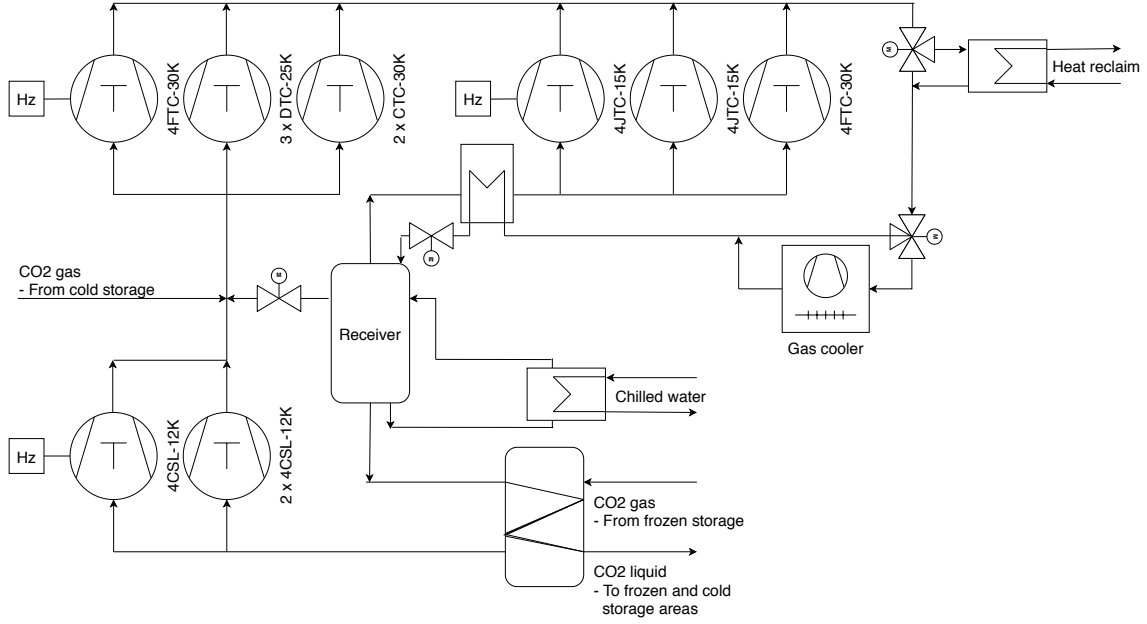 Hz
4FTC-30K
3 x DTC-25K
2 x CTC-30K
Hz
4JTC-15K
4JTC-15K
4FTC-30K
M
Heat reclaim
M
M
CO2 gas
- From cold storage
M
Receiver
Gas cooler
Chilled water
Hz
4CSL-12K
2 x 4CSL-12K
CO2 gas
- From frozen storage
CO2 liquid
- To frozen and cold
storage areas